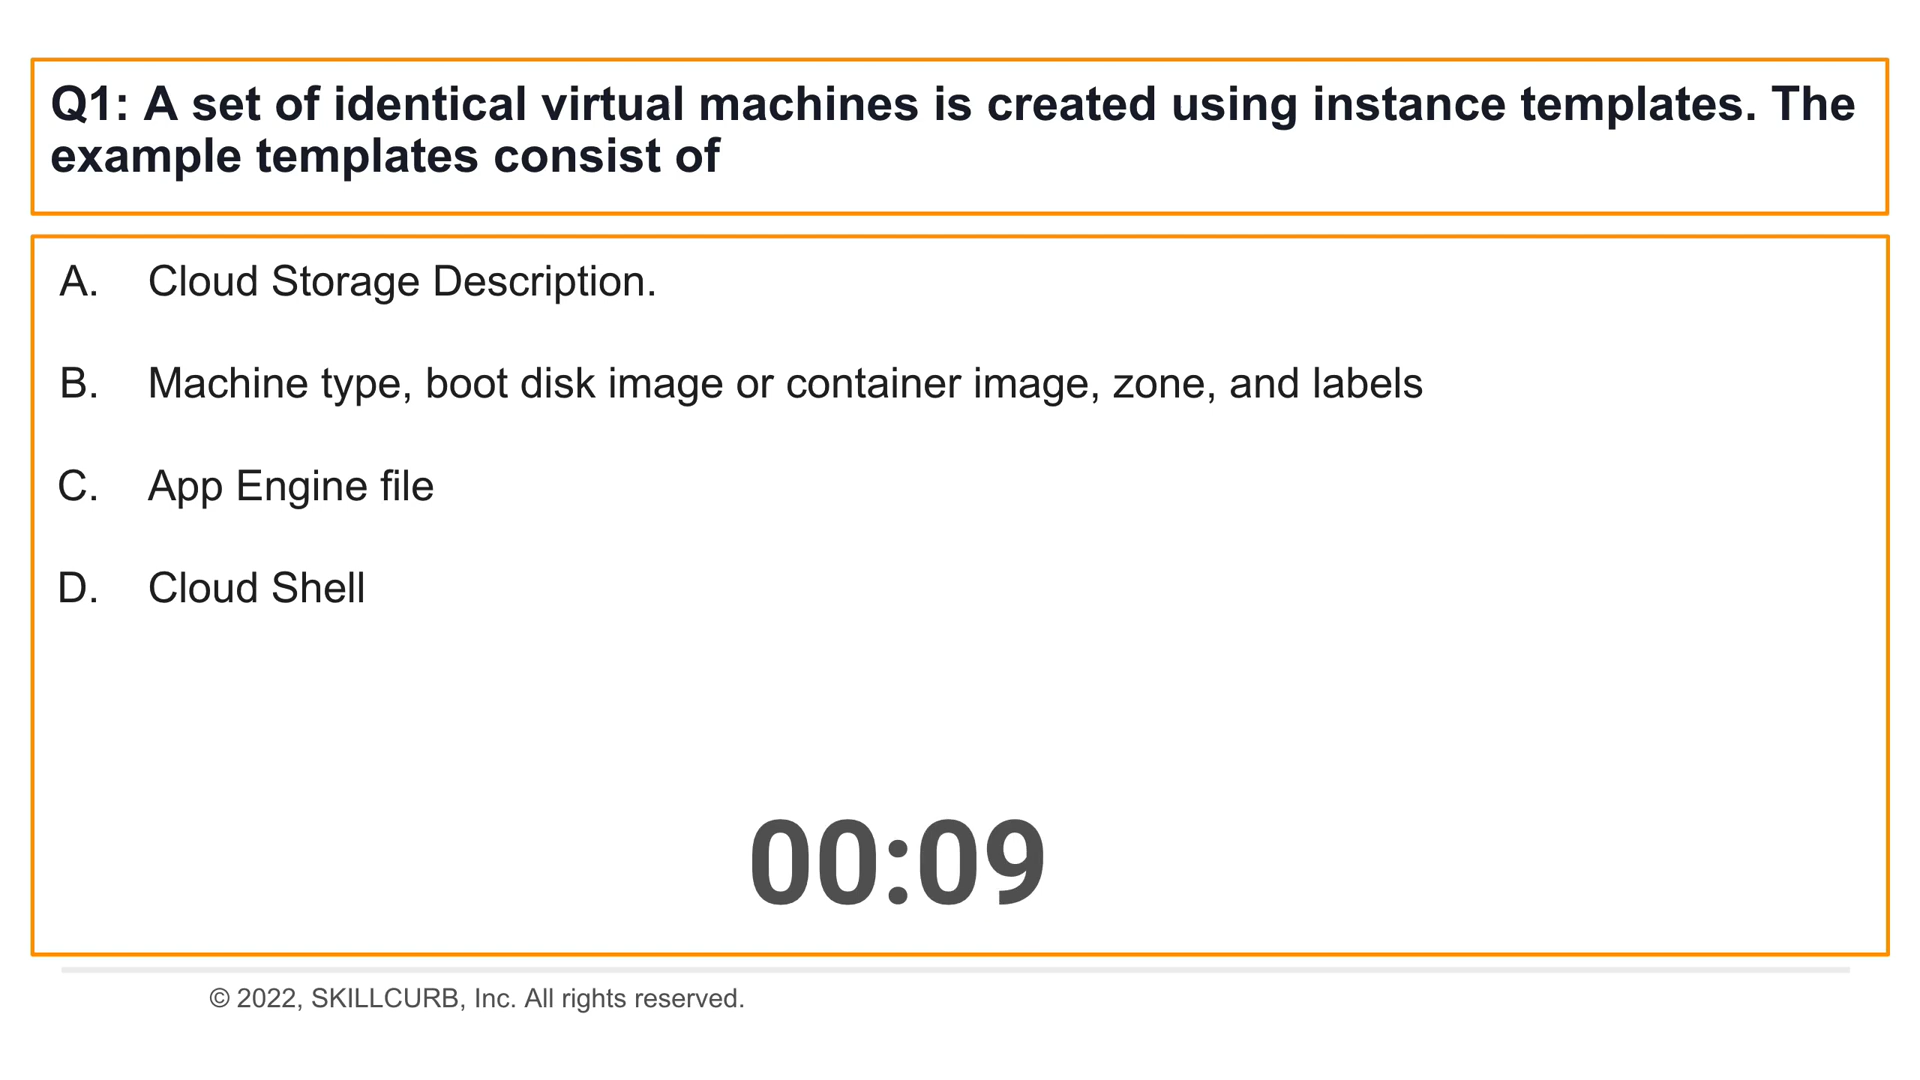 Q1: A set of identical virtual machines is created using instance templates. The
example templates consist of
A. Cloud Storage Description.
B. Machine type, boot disk image or container image, zone, and labels
C. App Engine file
D. Cloud Shell
00:09
© 2022, SKILLCURB, Inc. All rights reserved.